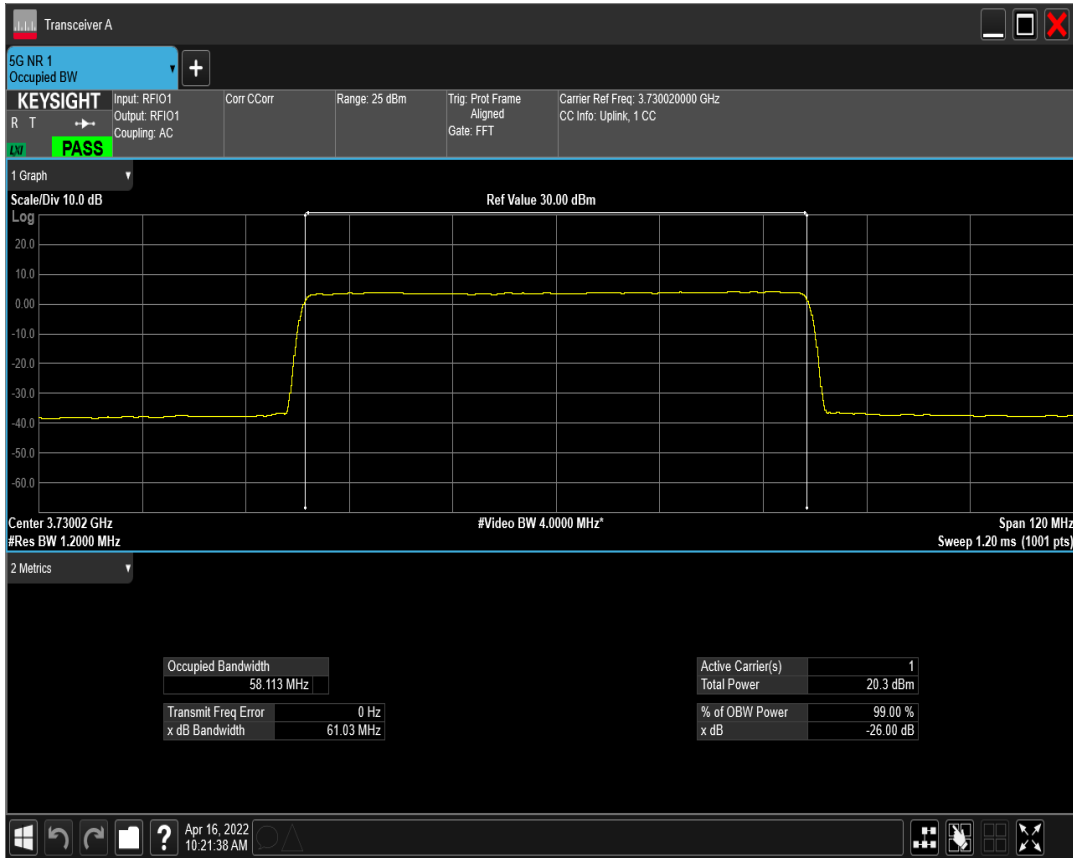 Transceiver A
5G NR 1
Occupied BW
KEYSIGHT
R T
LXI
PASS
Input: RFIO1
Output: RFIO1
Coupling: AC
Corr CCorr
Range: 25 dBm
Trig: Prot Frame
Aligned
Gate: FFT
Carrier Ref Freq: 3.730020000 GHz
CC Info: Uplink, 1 CC
1 Graph
Scale/Div 10.0 dB
Ref Value 30.00 dBm
Log
20.0
10.0
0.00
-10.0
-20.0
-30.0
-40.0
-50.0
-60.0
Center 3.73002 GHz
#Video BW 4.0000 MHz*
Span 120 MHz
#Res BW 1.2000 MHz
Sweep 1.20 ms (1001 pts)
2 Metrics
Occupied Bandwidth
58.113 MHz
Transmit Freq Error 0 Hz
x dB Bandwidth 61.03 MHz
Active Carrier(s) 1
Total Power 20.3 dBm
% of OBW Power 99.00 %
x dB -26.00 dB
?
Apr 16, 2022
10:21:38 AM